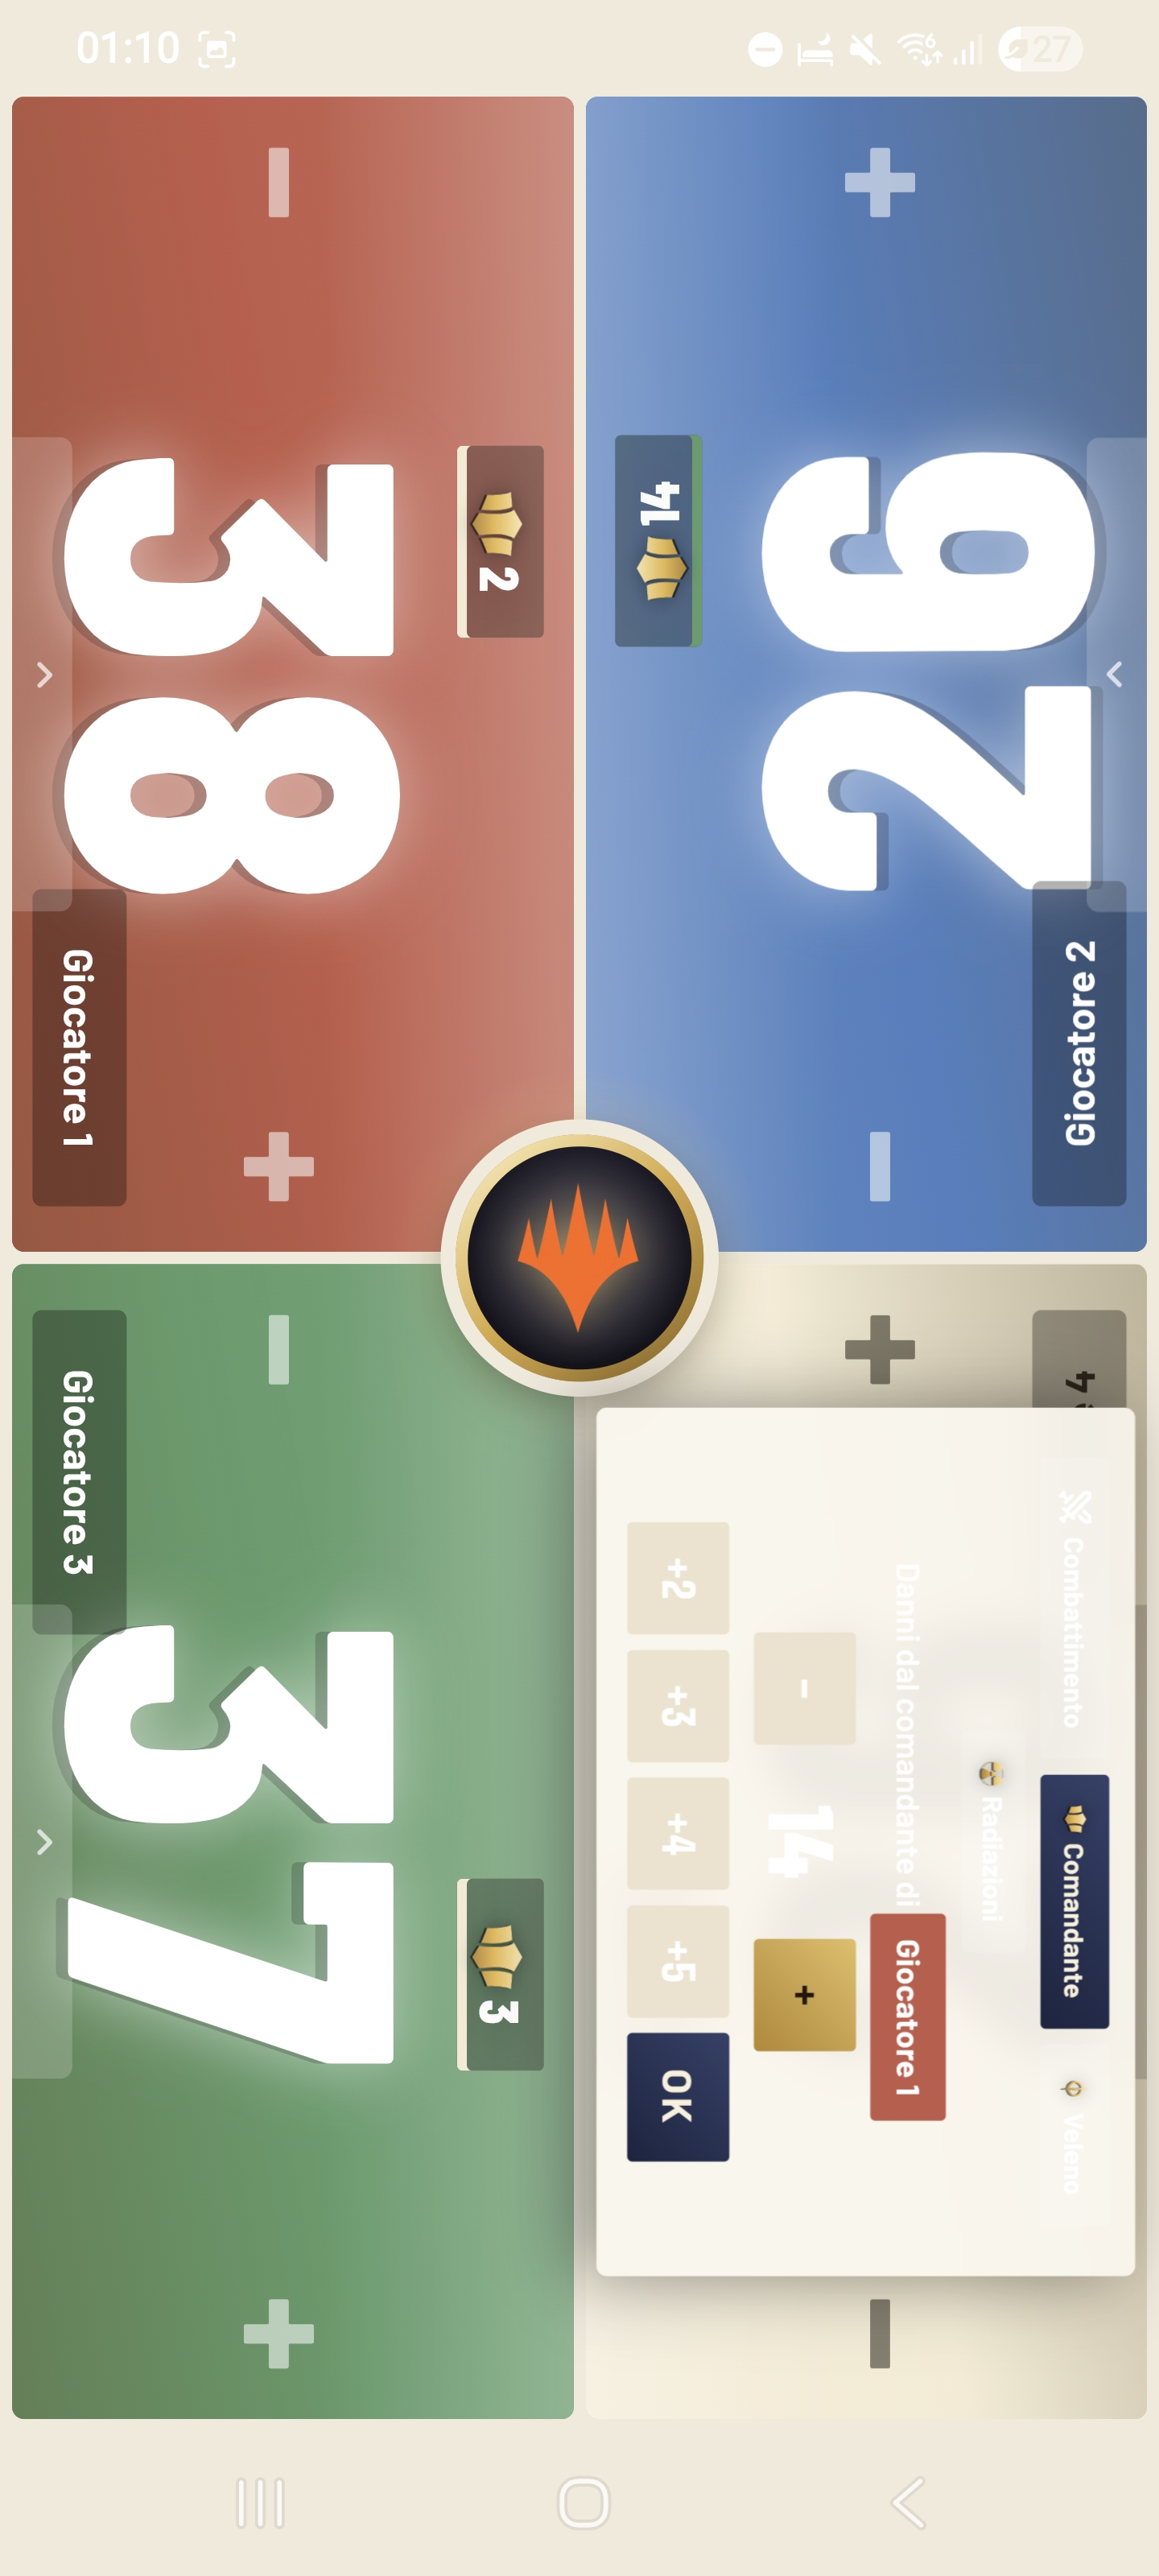 01:10
27
38
2
Giocatore 1
26
14
Giocatore 2
Giocatore 3
37
3
4
Combattimento
Comandante
Veleno
Radiazioni
Danni dal comandante di Giocatore 1
- 14 +
+2 +3 +4 +5 OK